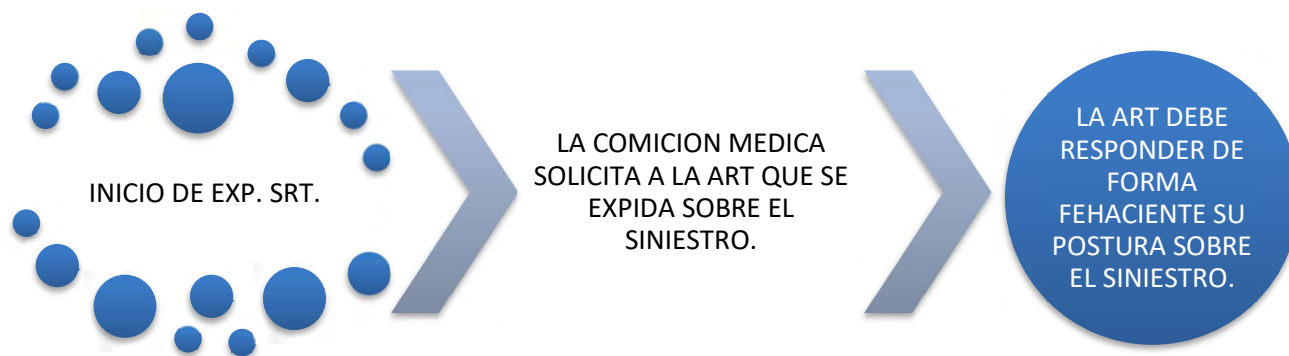 INICIO DE EXP. SRT.
LA COMICION MEDICA
SOLICITA A LA ART QUE SE
EXPIDA SOBRE EL
SINIESTRO.
LA ART DEBE
RESPONDER DE
FORMA
FEHACIENTE SU
POSTURA SOBRE
EL SINIESTRO.